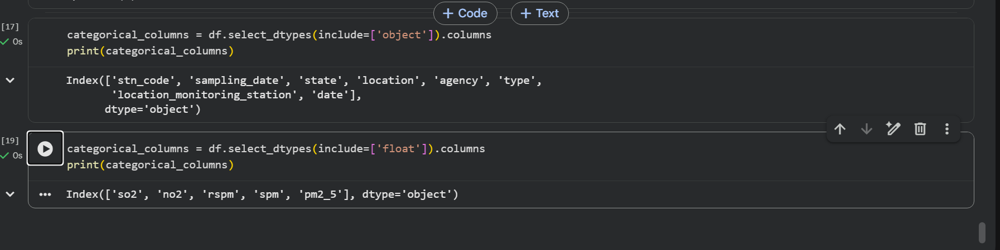 + Code + Text
[17]
0s
categorical_columns = df.select_dtypes(include=['object']).columns
print(categorical_columns)
Index(['stn_code', 'sampling_date', 'state', 'location', 'agency', 'type',
'location_monitoring_station', 'date'],
dtype='object')
[19]
0s
categorical_columns = df.select_dtypes(include=['float']).columns
print(categorical_columns)
Index(['so2', 'no2', 'rspm', 'spm', 'pm2_5'], dtype='object')